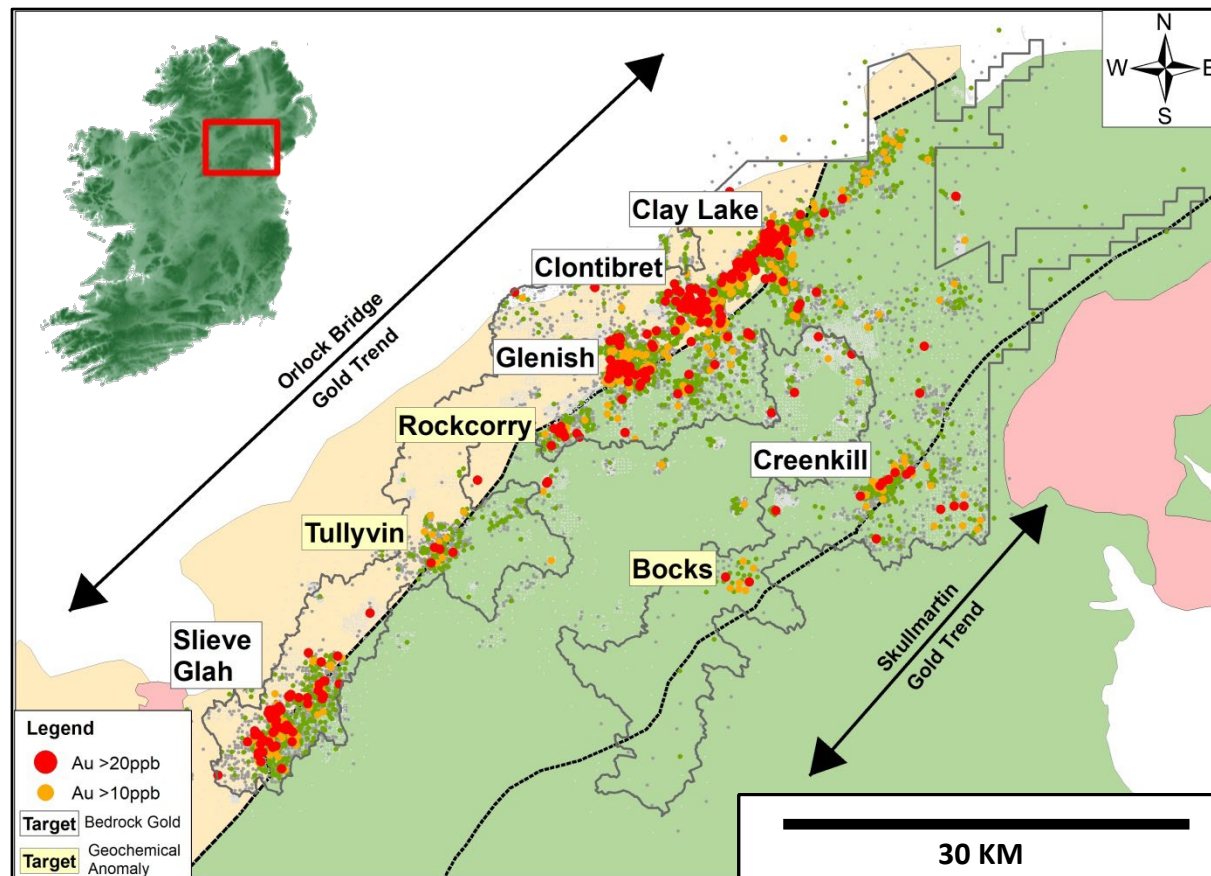 N
W E
S
Orlock Bridge
Gold Trend
Clay Lake
Clontibret
Glenish
Rockcorry
Creenkill
Tullyvin
Bocks
Slieve
Glah
Skullmartin
Gold Trend
Legend
Au >20ppb
Au >10ppb
Target Bedrock Gold
Target Geochemical
Anomaly
30 KM